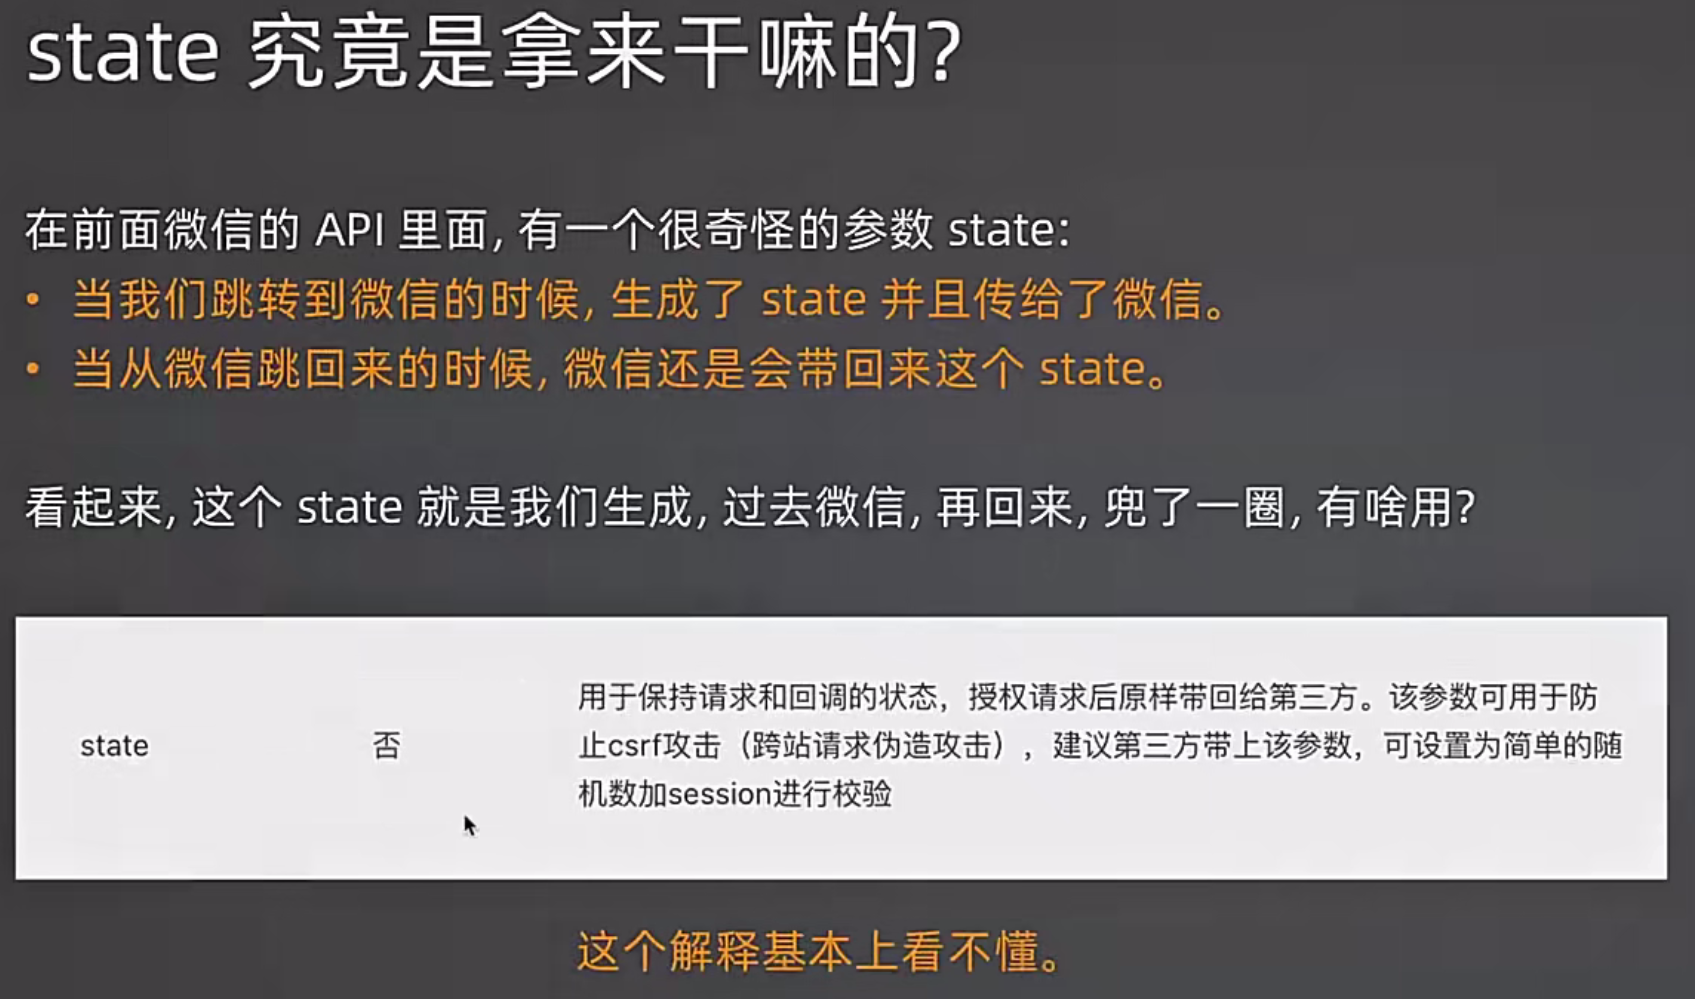 state 究竟是拿来干嘛的?
在前面微信的 API 里面, 有一个很奇怪的参数 state:
• 当我们跳转到微信的时候, 生成了 state 并且传给了微信。
• 当从微信跳回来的时候, 微信还是会带回来这个 state。
看起来, 这个 state 就是我们生成, 过去微信, 再回来, 兜了一圈, 有啥用?
state 否 用于保持请求和回调的状态，授权请求后原样带回给第三方。该参数可用于防
止csrf攻击（跨站请求伪造攻击），建议第三方带上该参数，可设置为简单的随
机数加session进行校验
这个解释基本上看不懂。